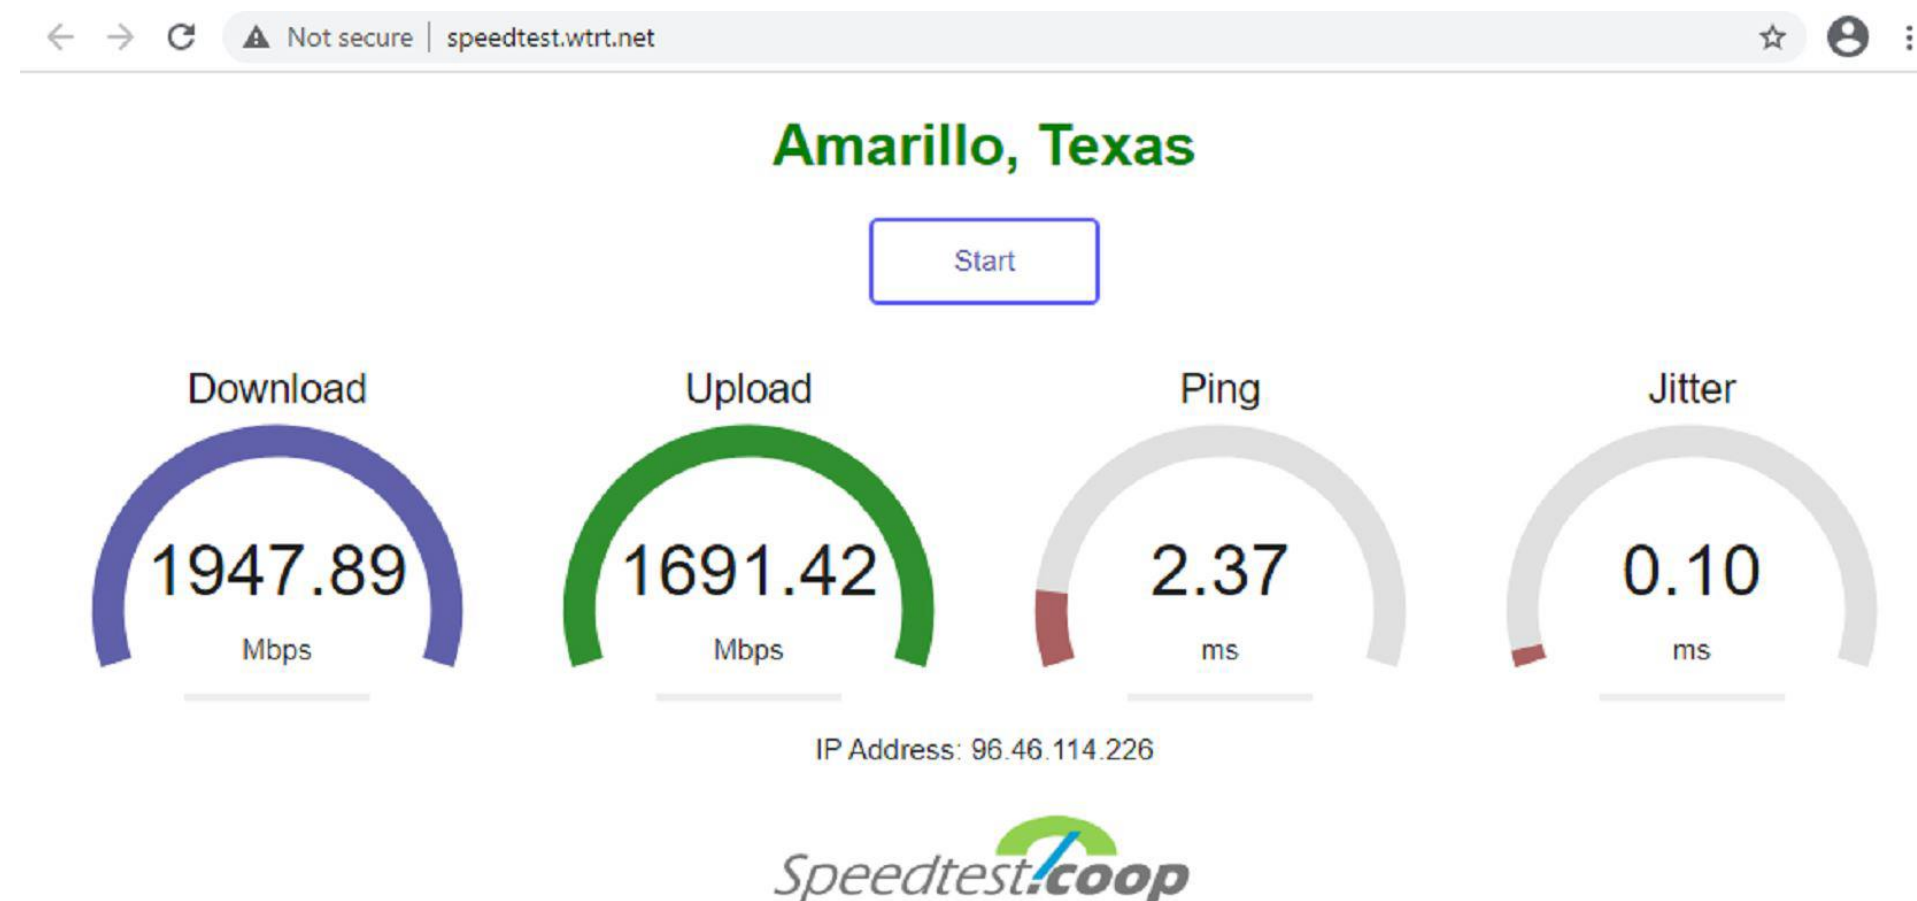 Not secure | speedtest.wtrt.net
Amarillo, Texas
Start
Download Upload Ping Jitter
1947.89 1691.42 2.37 0.10
Mbps Mbps ms ms
IP Address: 96.46.114.226
Speedtest.coop